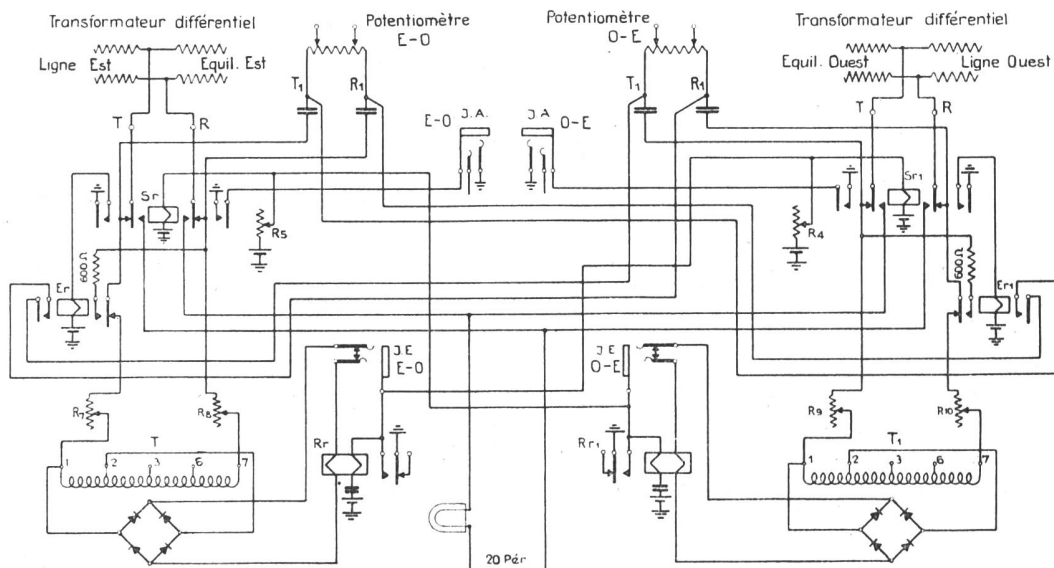 Transformateur différentiel
Potentiomètre
E-O
Potentiomètre
O-E
Transformateur différentiel
Ligne Est
Equil. Est
Equil. Ouest
Ligne Ouest
T1
R1
T1
R1
T
R
T
R
J.A.
E-O
J.A
O-E
Sr
Sr1
R5
R4
600Ω
600Ω
Er
Er1
J.E
E-O
J.E
O-E
R7
R8
R9
R10
Rr
Rr1
T
T1
1
2
3
6
7
1
2
3
6
7
20 Pér